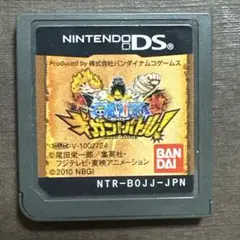 NINTENDO DS
Produced by 株式会社バンダイナムコゲームス
ギガントバトル!
V-1002724
©尾田栄一郎/集英社・
フジテレビ・東映アニメーション
©2010 NBGI
BAN
DAI
NTR-BOJJ-JPN